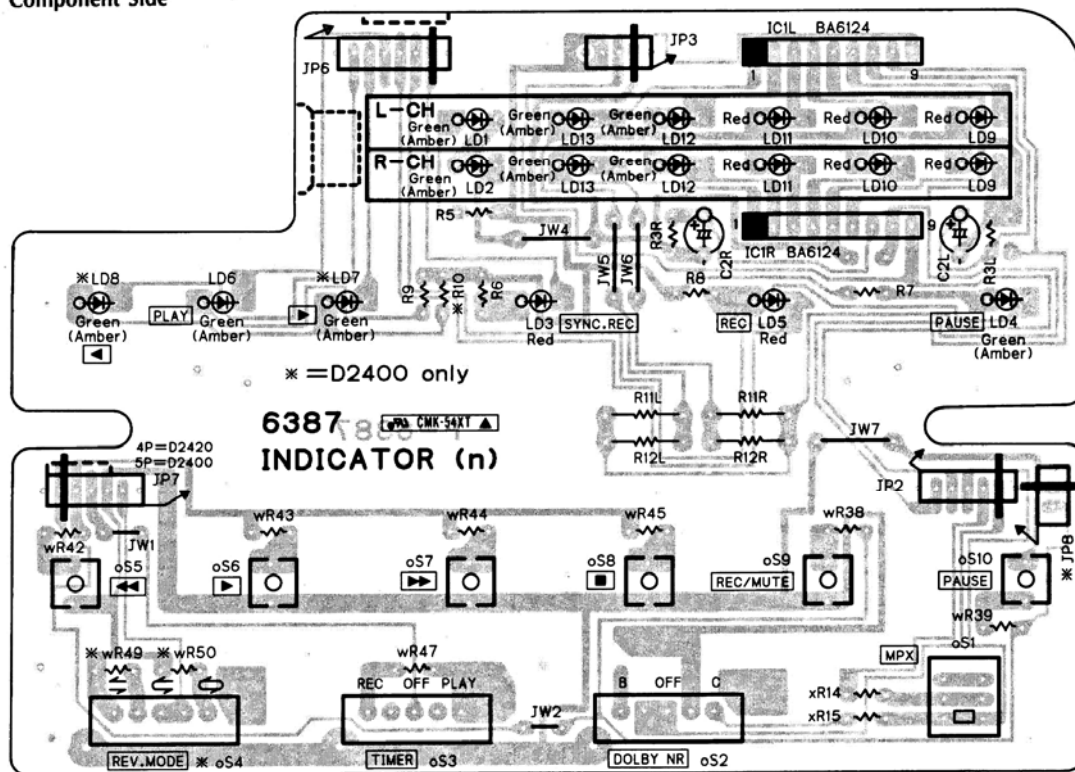 Component Side
IC1L BA6124
JP6
JP3
1 9
L-CH
Green (Amber) LD1
Green (Amber) LD13
Green (Amber) LD12
Red LD11
Red LD10
Red LD9
R-CH
Green (Amber) LD2
Green (Amber) LD13
Green (Amber) LD12
Red LD11
Red LD10
Red LD9
R5
JW4
JW5
JW6
R3R
C2R
1 9
IC1R BA6124
C2L
R3L
※LD8
LD6
※LD7
R9
R10
※
R6
R8
R7
PLAY
Green (Amber)
Green (Amber)
Green (Amber)
◀
▶
LD3
Red
SYNC.REC
REC
LD5
Red
PAUSE
LD4
Green (Amber)
※=D2400 only
6387
CMK-54XT ▲
INDICATOR (n)
R11L
R11R
R12L
R12R
JW7
4P=D2420
5P=D2400
JP7
JP2
※JP8
wR42
JW1
wR43
wR44
wR45
wR38
oS5
◀◀
oS6
▶
oS7
▶▶
oS8
■
oS9
REC/MUTE
oS10
PAUSE
wR39
※wR49
※wR50
wR47
MPX
oS1
REC OFF PLAY
B OFF C
xR14
xR15
JW2
REV.MODE ※oS4
TIMER oS3
DOLBY NR oS2